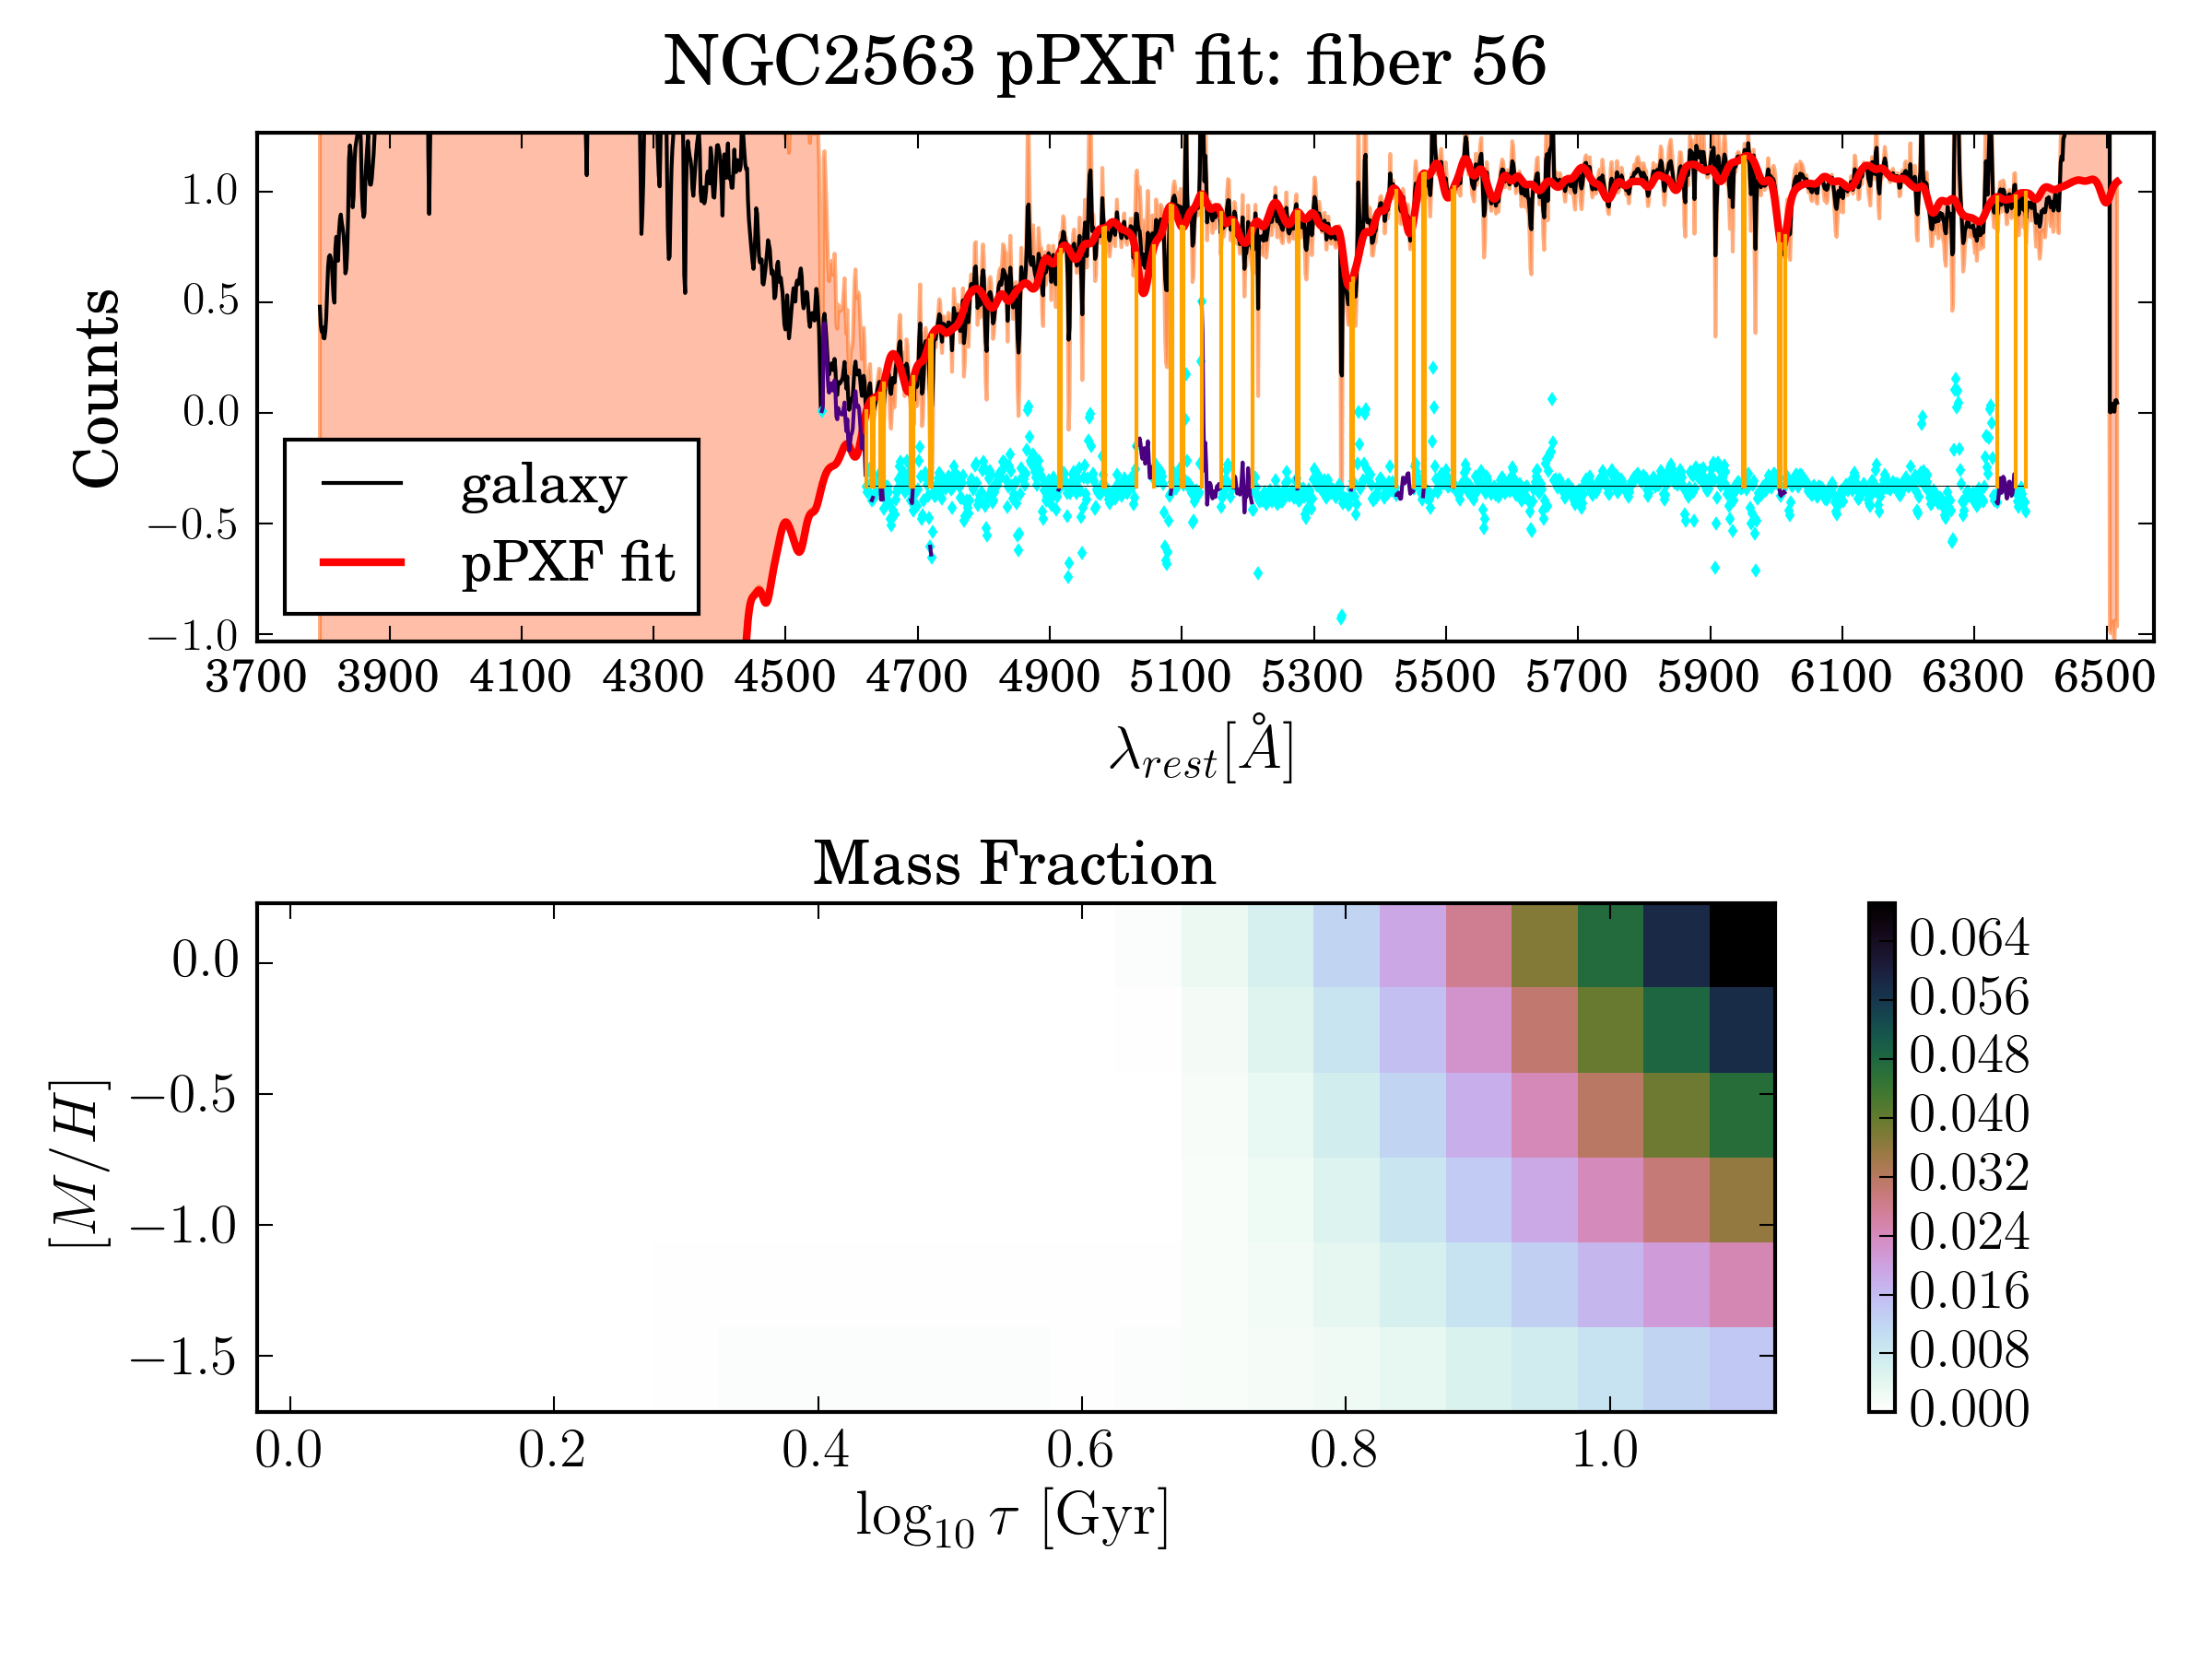 NGC2563 pPXF fit: fiber 56
Counts
1.0
0.5
0.0
−0.5
−1.0
galaxy
pPXF fit
3700 3900 4100 4300 4500 4700 4900 5100 5300 5500 5700 5900 6100 6300 6500
λrest[Å]
Mass Fraction
[M/H]
0.0
−0.5
−1.0
−1.5
0.0 0.2 0.4 0.6 0.8 1.0
log10 τ [Gyr]
0.064
0.056
0.048
0.040
0.032
0.024
0.016
0.008
0.000